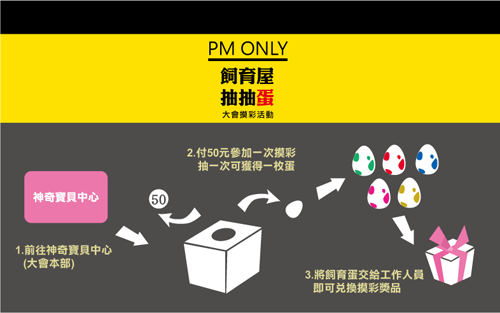 PM ONLY
飼育屋
抽抽蛋
大會摸彩活動
2.付50元參加一次摸彩
抽一次可獲得一枚蛋
神奇寶貝中心
50
1.前往神奇寶貝中心
(大會本部)
3.將飼育蛋交給工作人員
即可兌換摸彩獎品